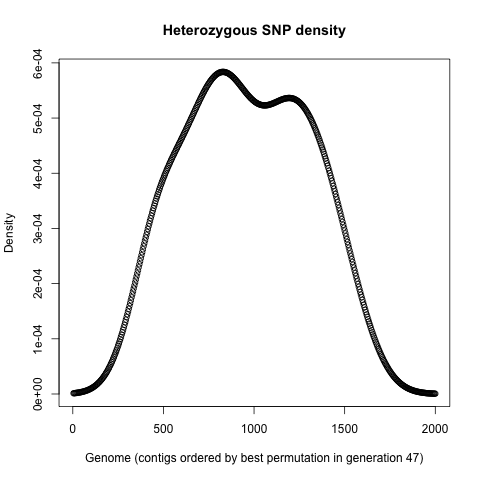 Heterozygous SNP density
Density
6e-04
5e-04
4e-04
3e-04
2e-04
1e-04
0e+00
0 500 1000 1500 2000
Genome (contigs ordered by best permutation in generation 47)